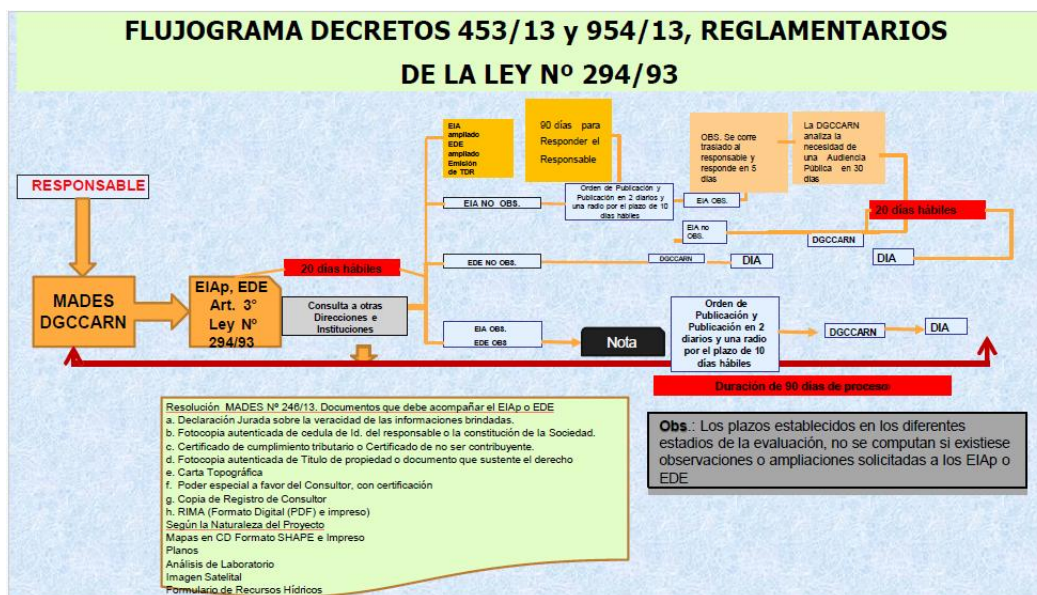 FLUJOGRAMA DECRETOS 453/13 y 954/13, REGLAMENTARIOS
DE LA LEY Nº 294/93
EIA
ampliado
EDE
ampliado
Emisión
de TDR
90 días para
Responder el
Responsable
OBS. Se corre
traslado al
responsable y
responde en 5
días
La DGCCARN
analiza la
necesidad de
una Audiencia
Pública en 30
días
RESPONSABLE
EIA NO OBS.
Orden de Publicación y
Publicación en 2 diarios y
una radio por el plazo de 10
días hábiles
EIA OBS.
20 días hábiles
EIA no
OBS.
DGCCARN
DIA
20 días hábiles
EDE NO OBS.
DGCCARN
DIA
MADES
DGCCARN
EIAp, EDE
Art. 3°
Ley Nº
294/93
Consulta a otras
Direcciones e
Instituciones
EIA OBS.
EDE OBS
Nota
Orden de
Publicación y
Publicación en 2
diarios y una radio
por el plazo de 10
días hábiles
DGCCARN
DIA
Duración de 90 días de proceso
Resolución MADES Nº 246/13. Documentos que debe acompañar el EIAp o EDE
a. Declaración Jurada sobre la veracidad de las informaciones brindadas.
b. Fotocopia autenticada de cedula de Id. del responsable o la constitución de la Sociedad.
c. Certificado de cumplimiento tributario o Certificado de no ser contribuyente.
d. Fotocopia autenticada de Titulo de propiedad o documento que sustente el derecho
e. Carta Topográfica
f. Poder especial a favor del Consultor, con certificación
g. Copia de Registro de Consultor
h. RIMA (Formato Digital (PDF) e impreso)
Según la Naturaleza del Proyecto
Mapas en CD Formato SHAPE e Impreso
Planos
Análisis de Laboratorio
Imagen Satelital
Formulario de Recursos Hídricos
Obs.: Los plazos establecidos en los diferentes
estadios de la evaluación, no se computan si existiese
observaciones o ampliaciones solicitadas a los EIAp o
EDE